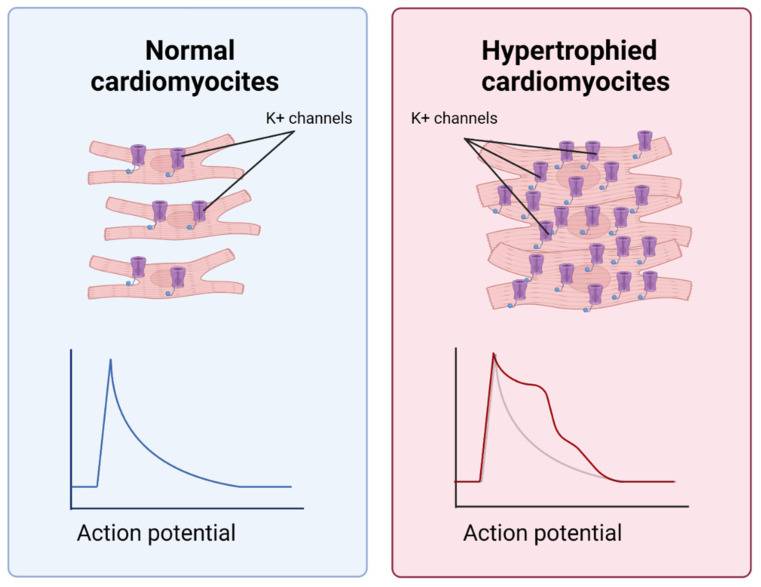 Normal
cardiomyocites
K+ channels
Action potential
Hypertrophied
cardiomyocites
K+ channels
Action potential